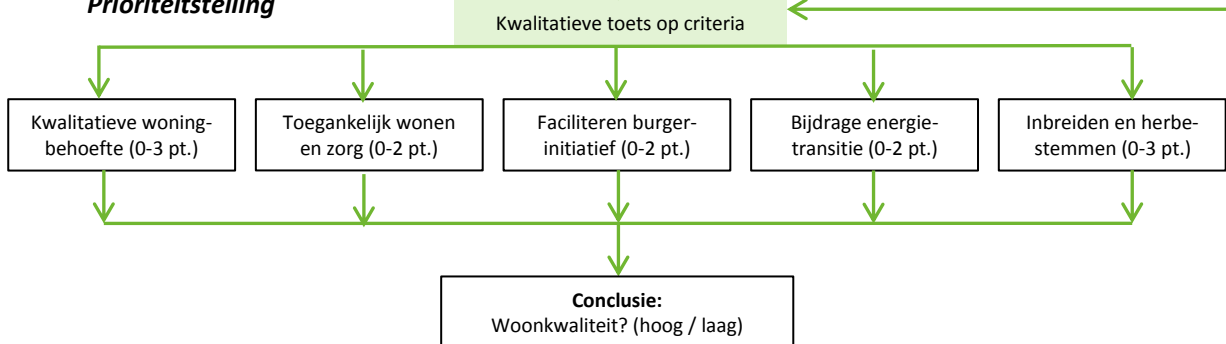 Prioriteitstelling
Kwalitatieve toets op criteria
Kwalitatieve woning-
behoefte (0-3 pt.)
Toegankelijk wonen
en zorg (0-2 pt.)
Faciliteren burger-
initiatief (0-2 pt.)
Bijdrage energie-
transitie (0-2 pt.)
Inbreiden en herbe-
stemmen (0-3 pt.)
Conclusie:
Woonkwaliteit? (hoog / laag)